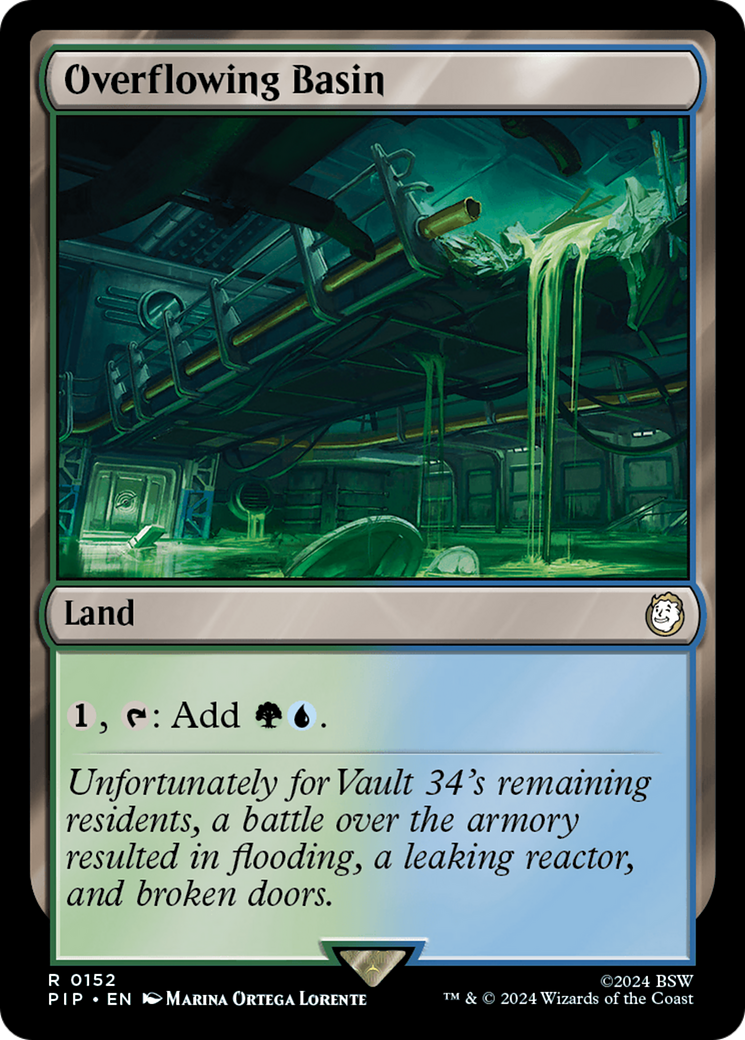 Overflowing Basin
Land
1, : Add .
Unfortunately for Vault 34's remaining
residents, a battle over the armory
resulted in flooding, a leaking reactor,
and broken doors.
R 0152
PIP • EN Marina Ortega Lorente
©2024 BSW
™ & © 2024 Wizards of the Coast